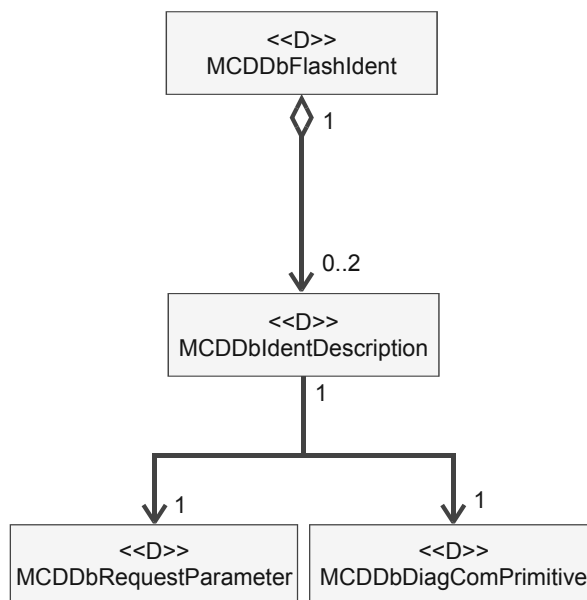 <<D>>
MCDDbFlashIdent
1
0..2
<<D>>
MCDDbIdentDescription
1
1
1
<<D>>
MCDDbRequestParameter
<<D>>
MCDDbDiagComPrimitive